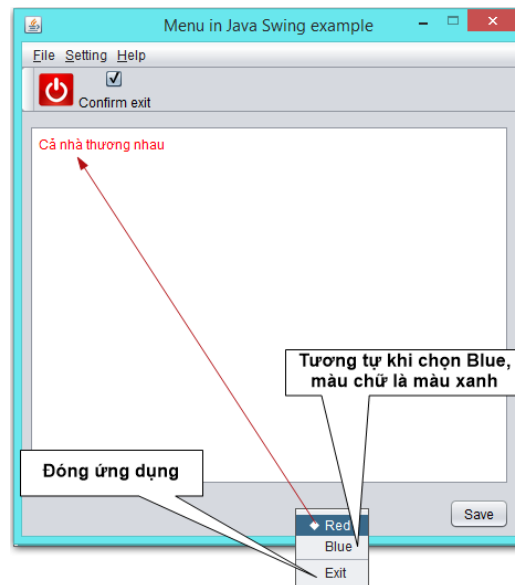 Menu in Java Swing example
File Setting Help
Confirm exit
Cả nhà thương nhau
Tương tự khi chọn Blue,
màu chữ là màu xanh
Đóng ứng dụng
Save
Red
Blue
Exit